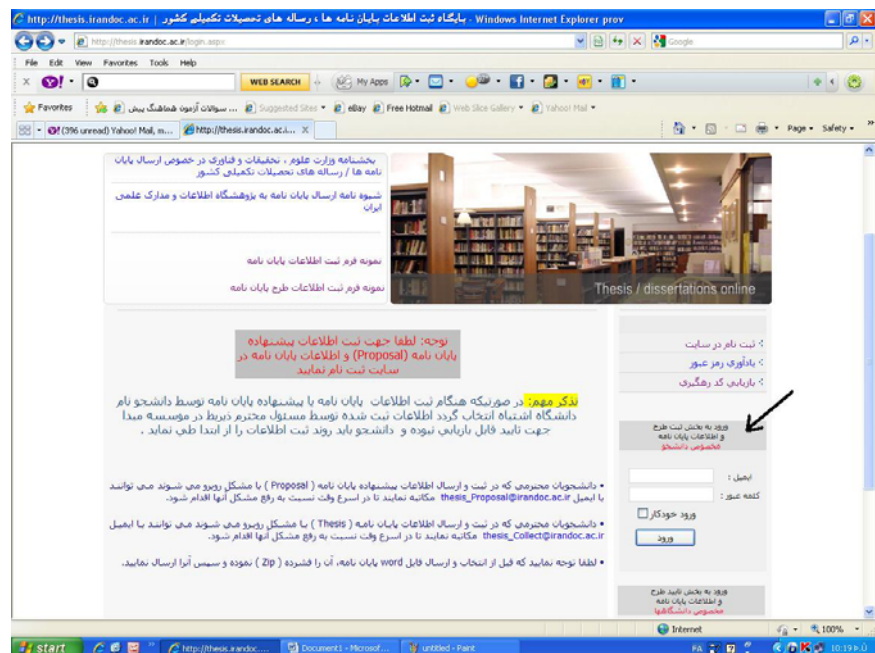 http://thesis.irandoc.ac.ir | پایگاه ثبت اطلاعات پایان نامه ها ، رساله های تحصیلات تکمیلی کشور - Windows Internet Explorer prov
http://thesis.irandoc.ac.ir/login.aspx
Google
File Edit View Favorites Tools Help
WEB SEARCH
My Apps
Favorites
سوالات آزمون هماهنگ پیش ...
Suggested Sites
eBay
Free Hotmail
Web Slice Gallery
Yahoo! Mail
(396 unread) Yahoo! Mail, m...
http://thesis.irandoc.ac.i...
Page Safety
بخشنامه وزارت علوم ، تحقیقات و فناوری در خصوص ارسال پایان
نامه ها / رساله های تحصیلات تکمیلی کشور
شیوه نامه ارسال پایان نامه به پژوهشگاه اطلاعات و مدارک علمی
ایران
نمونه فرم ثبت اطلاعات پایان نامه
نمونه فرم ثبت اطلاعات طرح پایان نامه
Thesis / dissertations online
ثبت نام در سایت
یادآوری رمز عبور
بازیابی کد رهگیری
توجه: لطفا جهت ثبت اطلاعات پیشنهاده
پایان نامه (Proposal) و اطلاعات پایان نامه در
سایت ثبت نام نمایید
تذکر مهم: در صورتیکه هنگام ثبت اطلاعات پایان نامه یا پیشنهاده پایان نامه توسط دانشجو نام
دانشگاه اشتباه انتخاب گردد اطلاعات ثبت شده توسط مسئول محترم ذیربط در موسسه مبدا
جهت تایید قابل بازیابی نبوده و دانشجو باید روند ثبت اطلاعات را از ابتدا طی نماید .
ورود به بخش ثبت طرح
و اطلاعات پایان نامه
مخصوص دانشجو
ایمیل :
کلمه عبور :
ورود خودکار
ورود
• دانشجویان محترمی که در ثبت و ارسال اطلاعات پیشنهاده پایان نامه ( Proposal ) با مشکل روبرو می شوند می توانند
با ایمیل thesis_Proposal@irandoc.ac.ir مکاتبه نمایند تا در اسرع وقت نسبت به رفع مشکل آنها اقدام شود.
• دانشجویان محترمی که در ثبت و ارسال اطلاعات پایان نامه ( Thesis ) با مشکل روبرو می شوند می توانند با ایمیل
thesis_Collect@irandoc.ac.ir مکاتبه نمایند تا در اسرع وقت نسبت به رفع مشکل آنها اقدام شود.
• لطفا توجه نمایید که قبل از انتخاب و ارسال فایل word پایان نامه، آن را فشرده ( Zip ) نموده و سپس آنرا ارسال نمایید.
ورود به بخش تایید طرح
و اطلاعات پایان نامه
مخصوص دانشگاهها
Internet
100%
start
http://thesis.irandoc....
Document1 - Microsof...
untitled - Paint
FA
10:19 ب.ظ